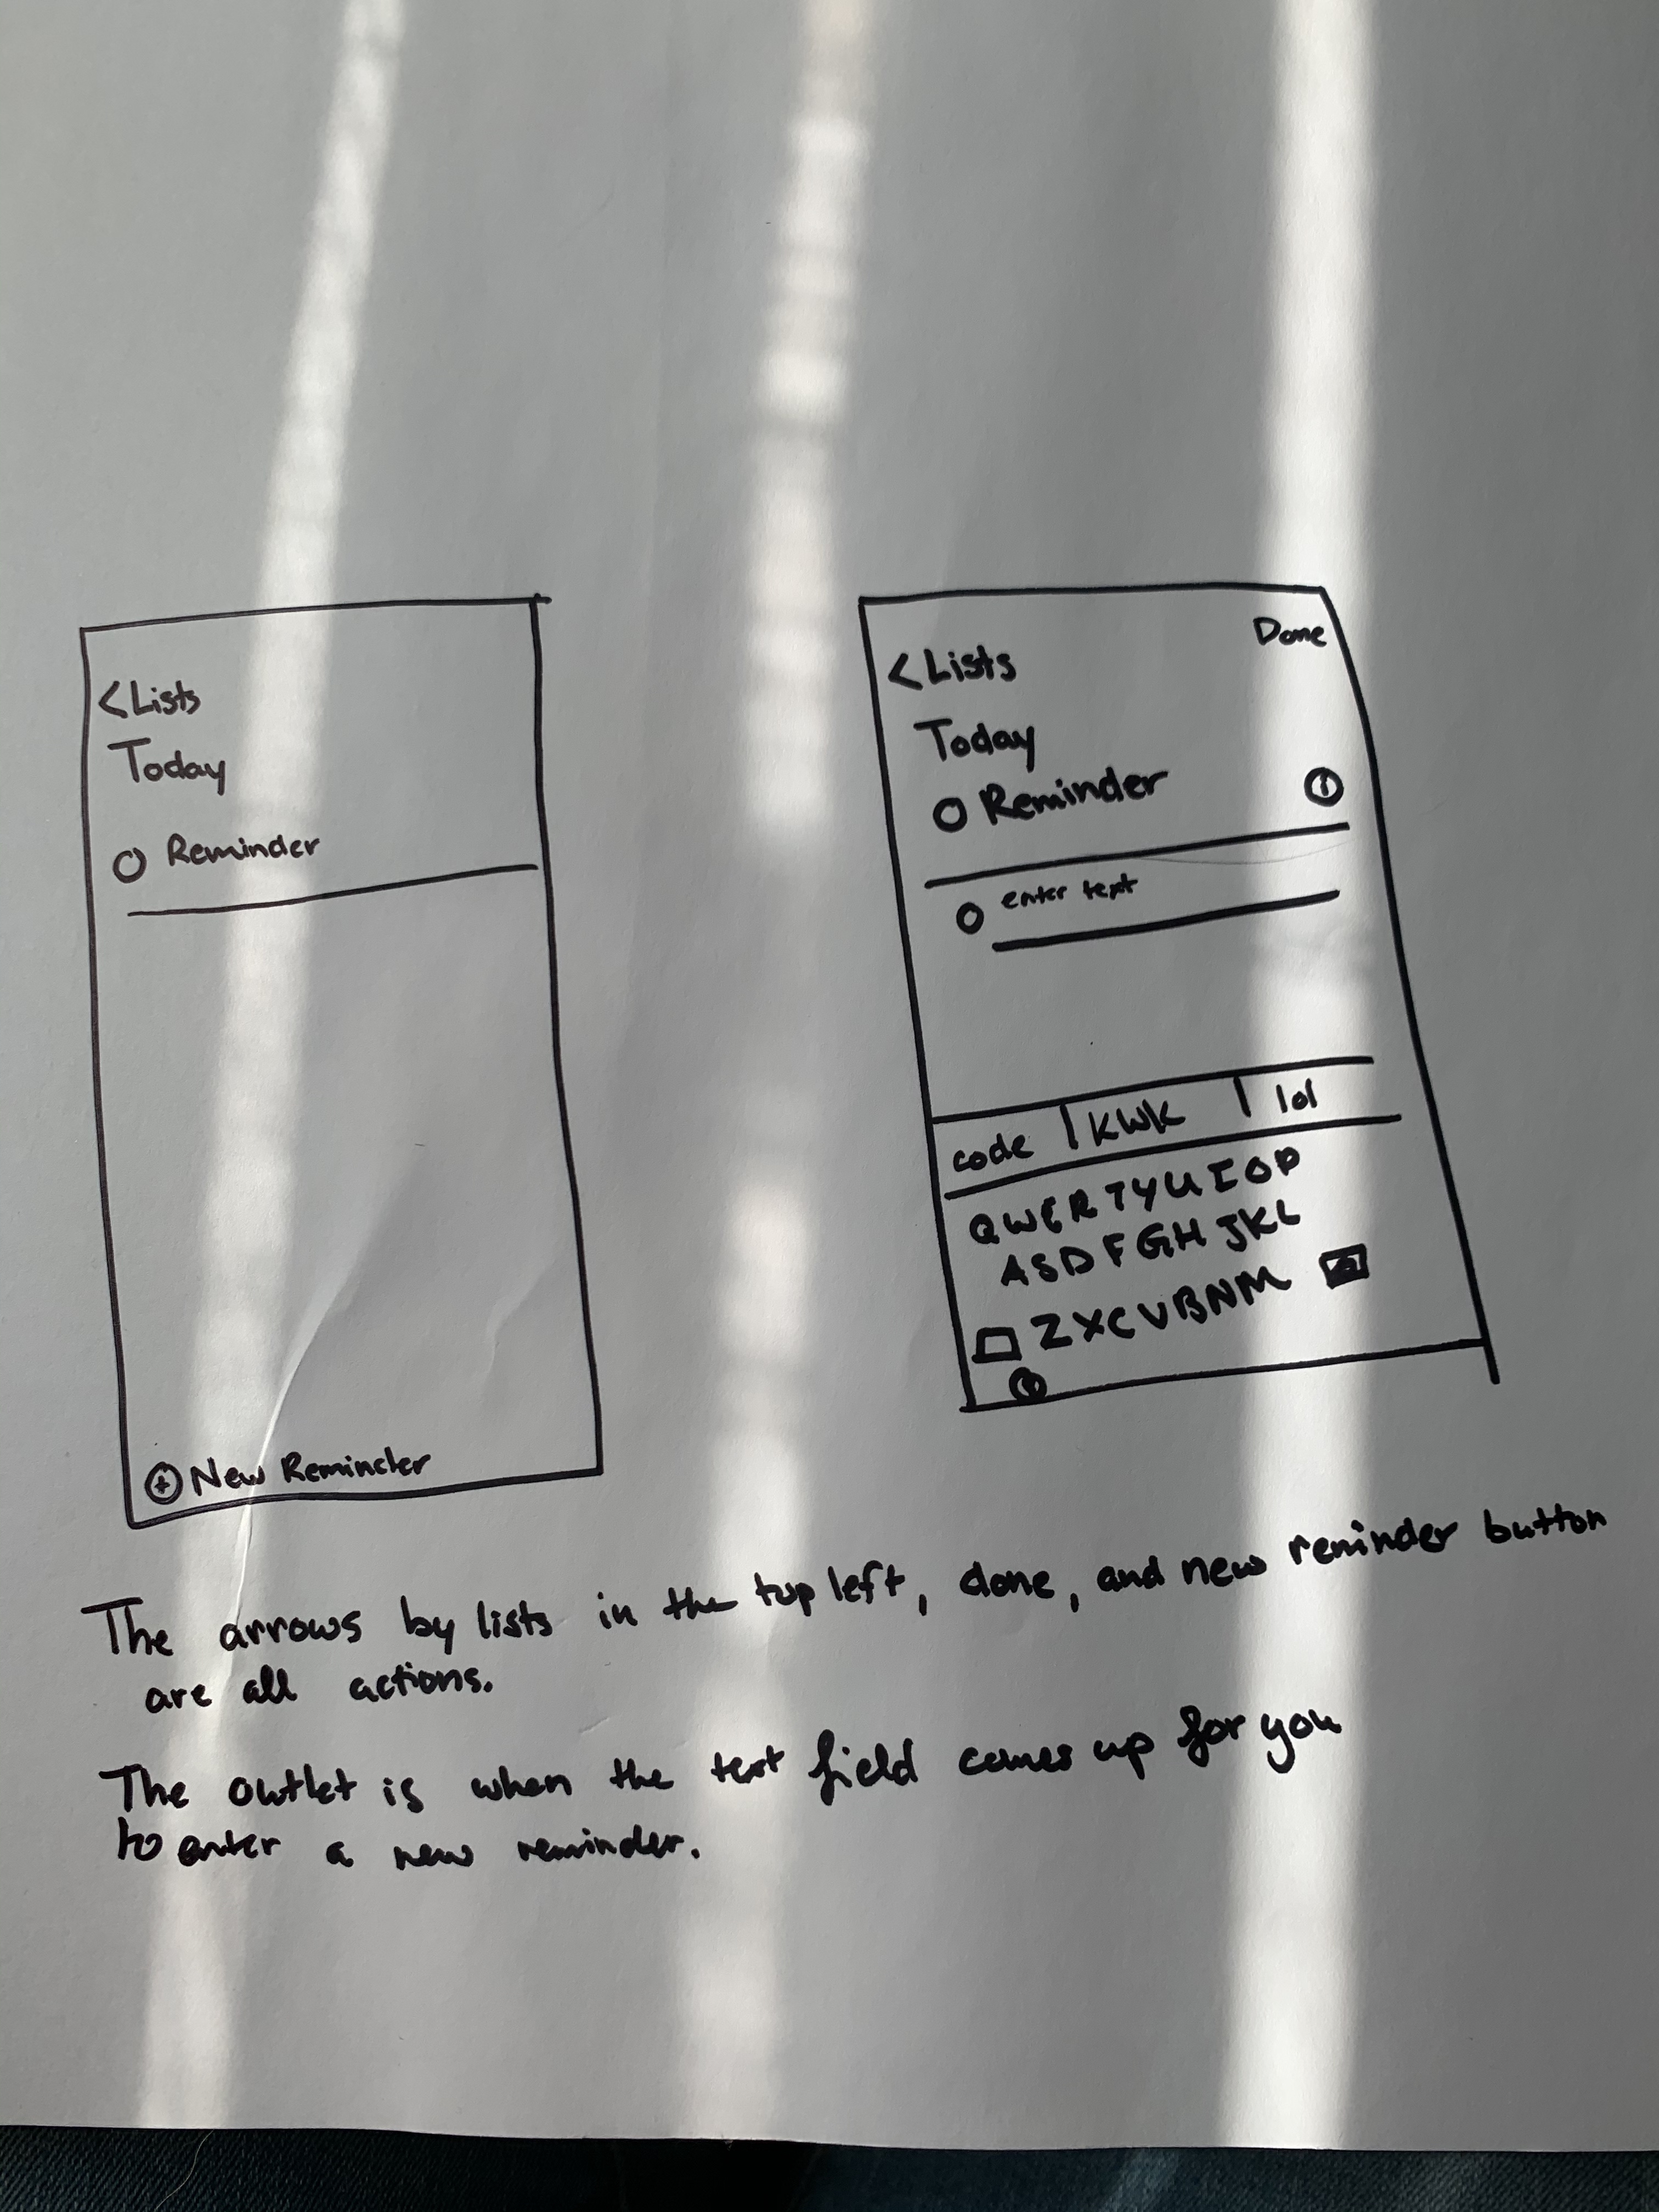 <Lists
Today
Reminder
+ New Reminder
Done
<Lists
Today
Reminder
enter text
code | KWK | lol
QWERTYUIOP
ASDFGHJKL
ZXCVBNM
The arrows by lists in the top left, done, and new reminder button
are all actions.
The outlet is when the text field comes up for you
to enter a new reminder.